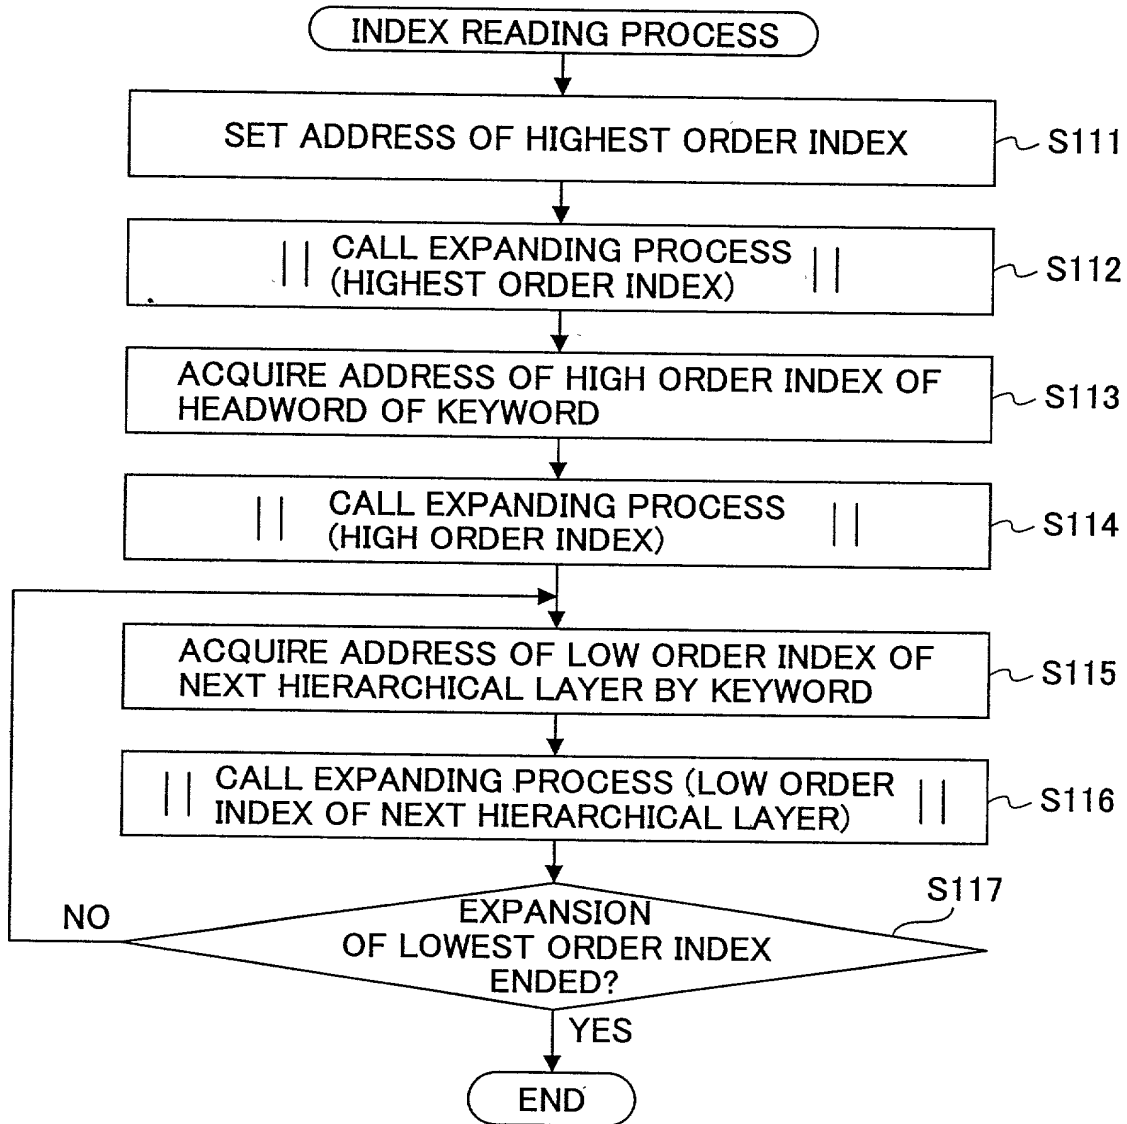 INDEX READING PROCESS
SET ADDRESS OF HIGHEST ORDER INDEX
S111
CALL EXPANDING PROCESS
(HIGHEST ORDER INDEX)
S112
ACQUIRE ADDRESS OF HIGH ORDER INDEX OF
HEADWORD OF KEYWORD
S113
CALL EXPANDING PROCESS
(HIGH ORDER INDEX)
S114
ACQUIRE ADDRESS OF LOW ORDER INDEX OF
NEXT HIERARCHICAL LAYER BY KEYWORD
S115
CALL EXPANDING PROCESS (LOW ORDER
INDEX OF NEXT HIERARCHICAL LAYER)
S116
S117
NO
EXPANSION
OF LOWEST ORDER INDEX
ENDED?
YES
END